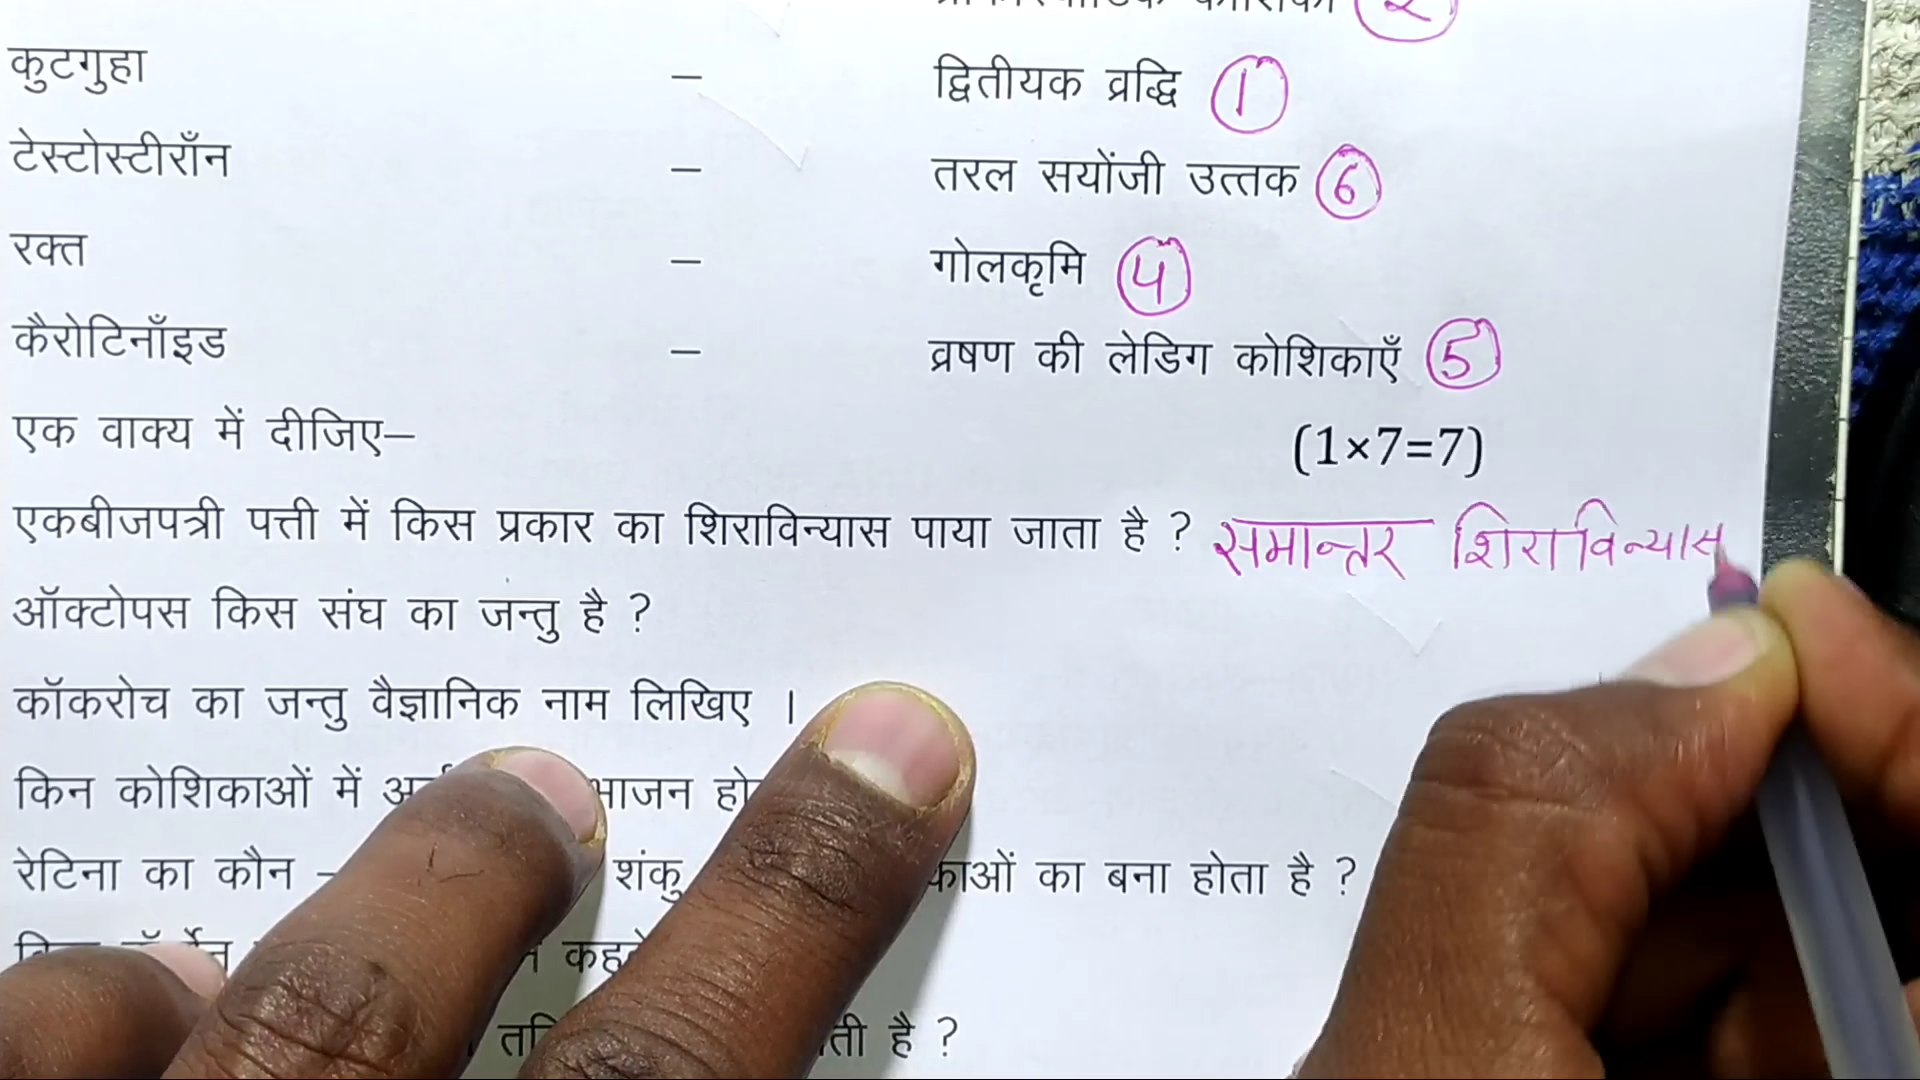 कुटगुहा – द्वितीयक व्रद्धि 1
टेस्टोस्टीराँन – तरल सयोंजी उत्तक 6
रक्त – गोलकृमि 4
कैरोटिनाँइड – व्रषण की लेडिग कोशिकाएँ 5
एक वाक्य में दीजिए– (1×7=7)
एकबीजपत्री पत्ती में किस प्रकार का शिराविन्यास पाया जाता है ? समान्तर शिराविन्यास
ऑक्टोपस किस संघ का जन्तु है ?
कॉकरोच का जन्तु वैज्ञानिक नाम लिखिए ।
किन कोशिकाओं में
रेटिना का कौन – शंकु का बना होता है ?
है ?